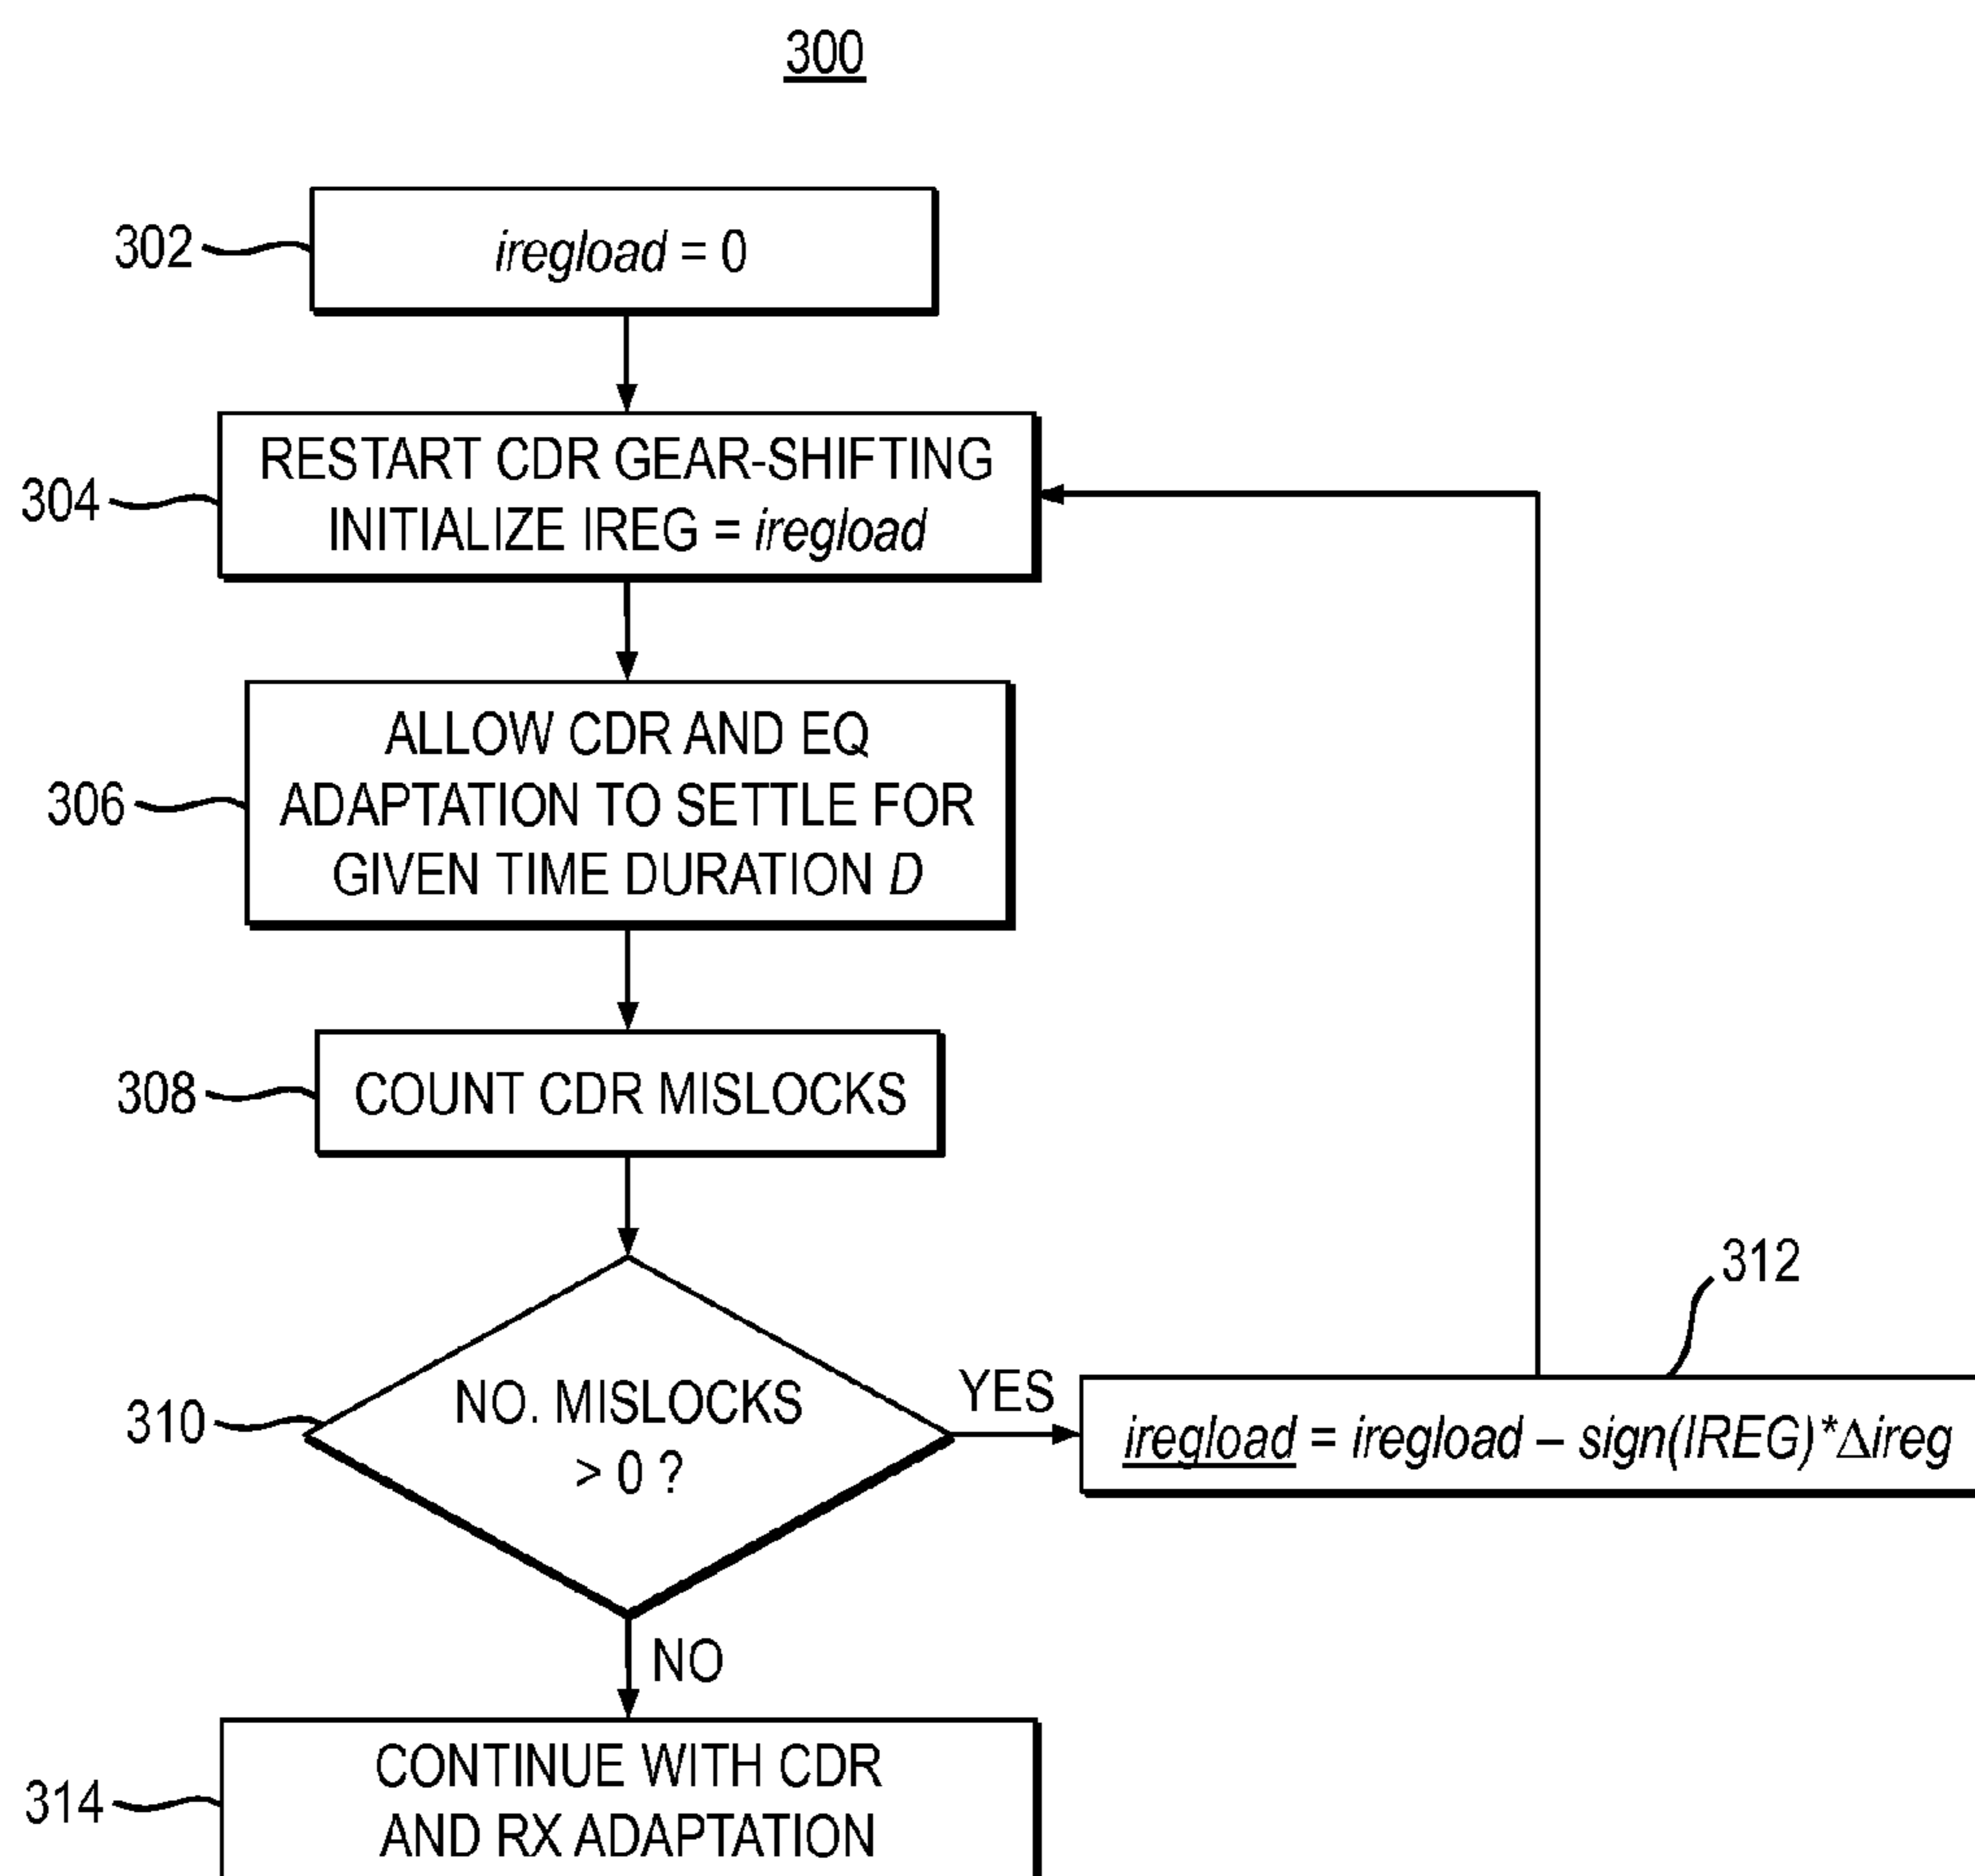 300
302
iregload = 0
304
RESTART CDR GEAR-SHIFTING
INITIALIZE IREG = iregload
306
ALLOW CDR AND EQ
ADAPTATION TO SETTLE FOR
GIVEN TIME DURATION D
308
COUNT CDR MISLOCKS
310
NO. MISLOCKS
> 0 ?
YES
312
iregload = iregload – sign(IREG)*Δireg
NO
314
CONTINUE WITH CDR
AND RX ADAPTATION